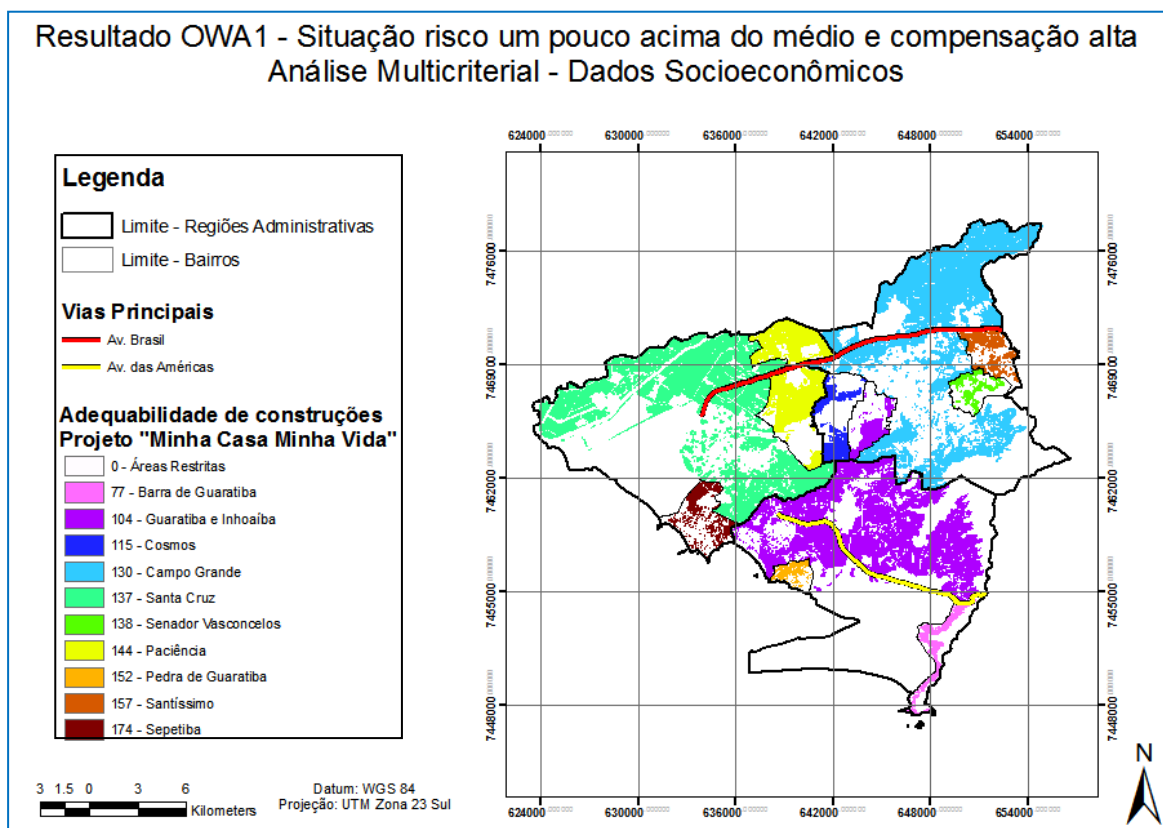 Resultado OWA1 - Situação risco um pouco acima do médio e compensação alta
Análise Multicriterial - Dados Socioeconômicos
624000 630000 636000 642000 648000 654000
Legenda
Limite - Regiões Administrativas
Limite - Bairros
Vias Principais
Av. Brasil
Av. das Américas
Adequabilidade de construções
Projeto "Minha Casa Minha Vida"
0 - Áreas Restritas
77 - Barra de Guaratiba
104 - Guaratiba e Inhoaíba
115 - Cosmos
130 - Campo Grande
137 - Santa Cruz
138 - Senador Vasconcelos
144 - Paciência
152 - Pedra de Guaratiba
157 - Santíssimo
174 - Sepetiba
7476000
7469000
7462000
7455000
7448000
7476000
7469000
7462000
7455000
7448000
3 1.5 0 3 6
Kilometers
Datum: WGS 84
Projeção: UTM Zona 23 Sul
624000 630000 636000 642000 648000 654000
N